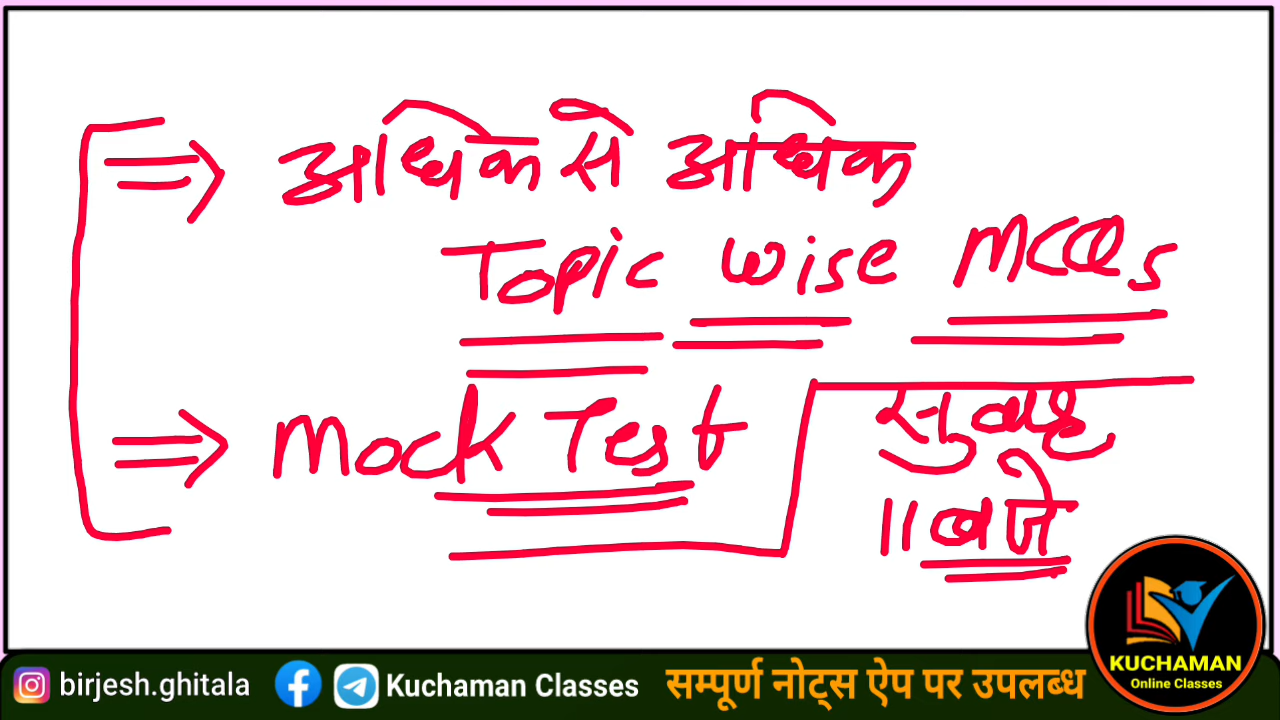 ⇒ अधिक से अधिक
Topic wise MCQs
⇒ Mock Test
सुबह
11 बजे
KUCHAMAN
Online Classes
birjesh.ghitala
Kuchaman Classes
सम्पूर्ण नोट्स ऐप पर उपलब्ध